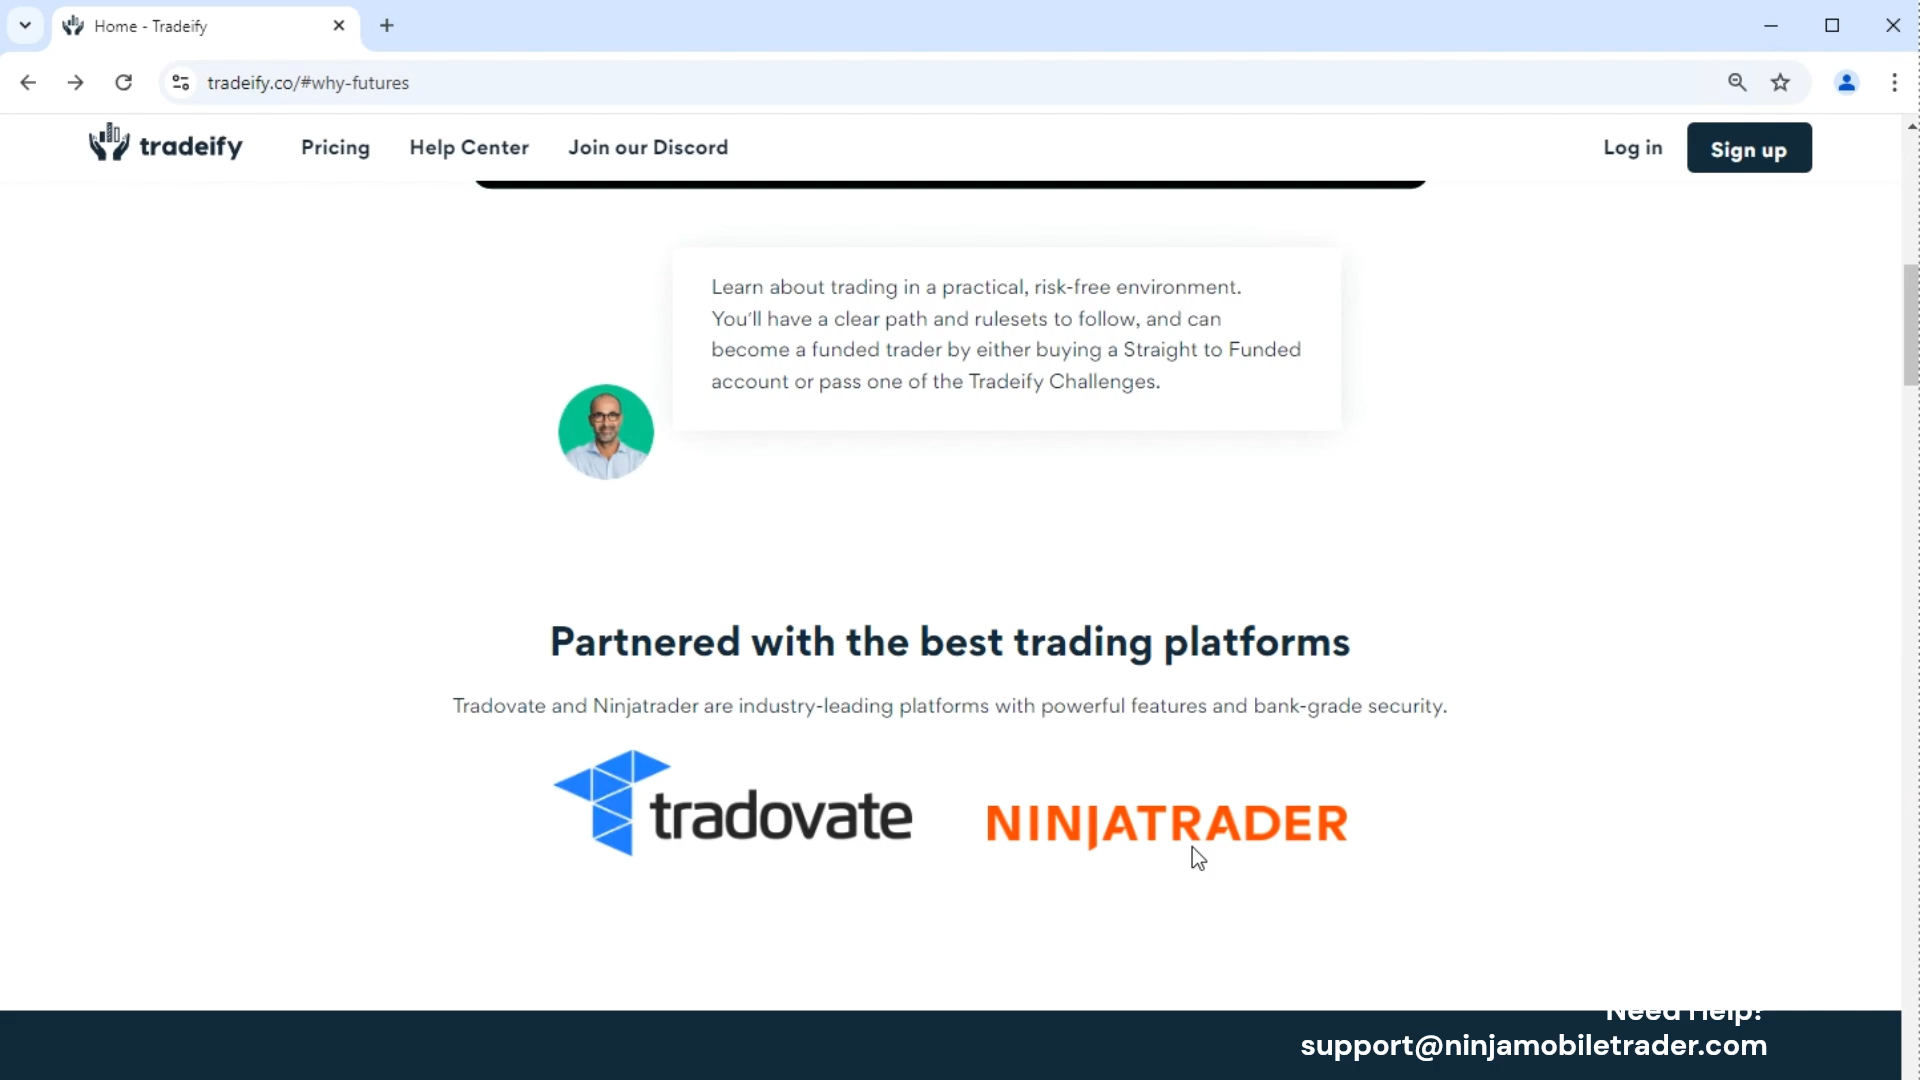 Home - Tradeify
tradeify.co/#why-futures
tradeify
Pricing
Help Center
Join our Discord
Log in
Sign up
Learn about trading in a practical, risk-free environment.
You'll have a clear path and rulesets to follow, and can
become a funded trader by either buying a Straight to Funded
account or pass one of the Tradeify Challenges.
Partnered with the best trading platforms
Tradovate and Ninjatrader are industry-leading platforms with powerful features and bank-grade security.
tradovate
NINJATRADER
Need Help?
support@ninjamobiletrader.com